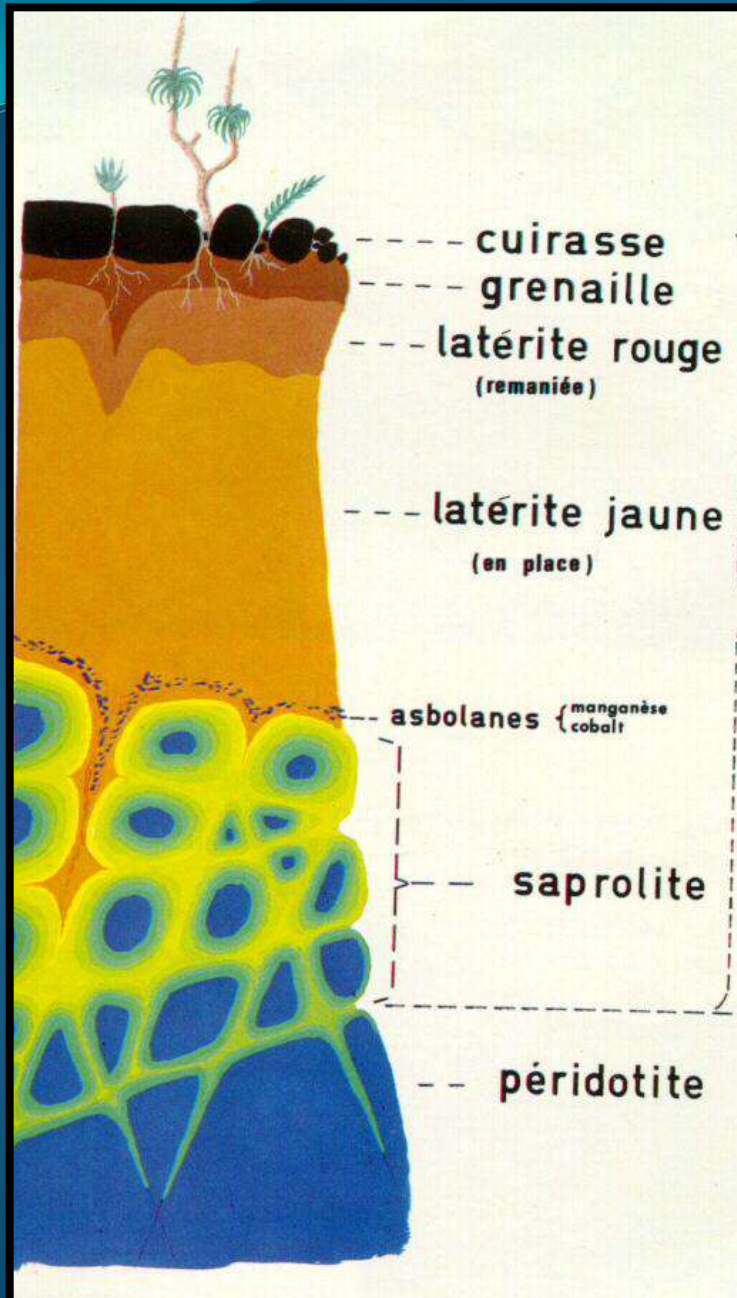 cuirasse
grenaille
latérite rouge
(remaniée)
latérite jaune
(en place)
asbolanes { manganèse
cobalt
saprolite
péridotite